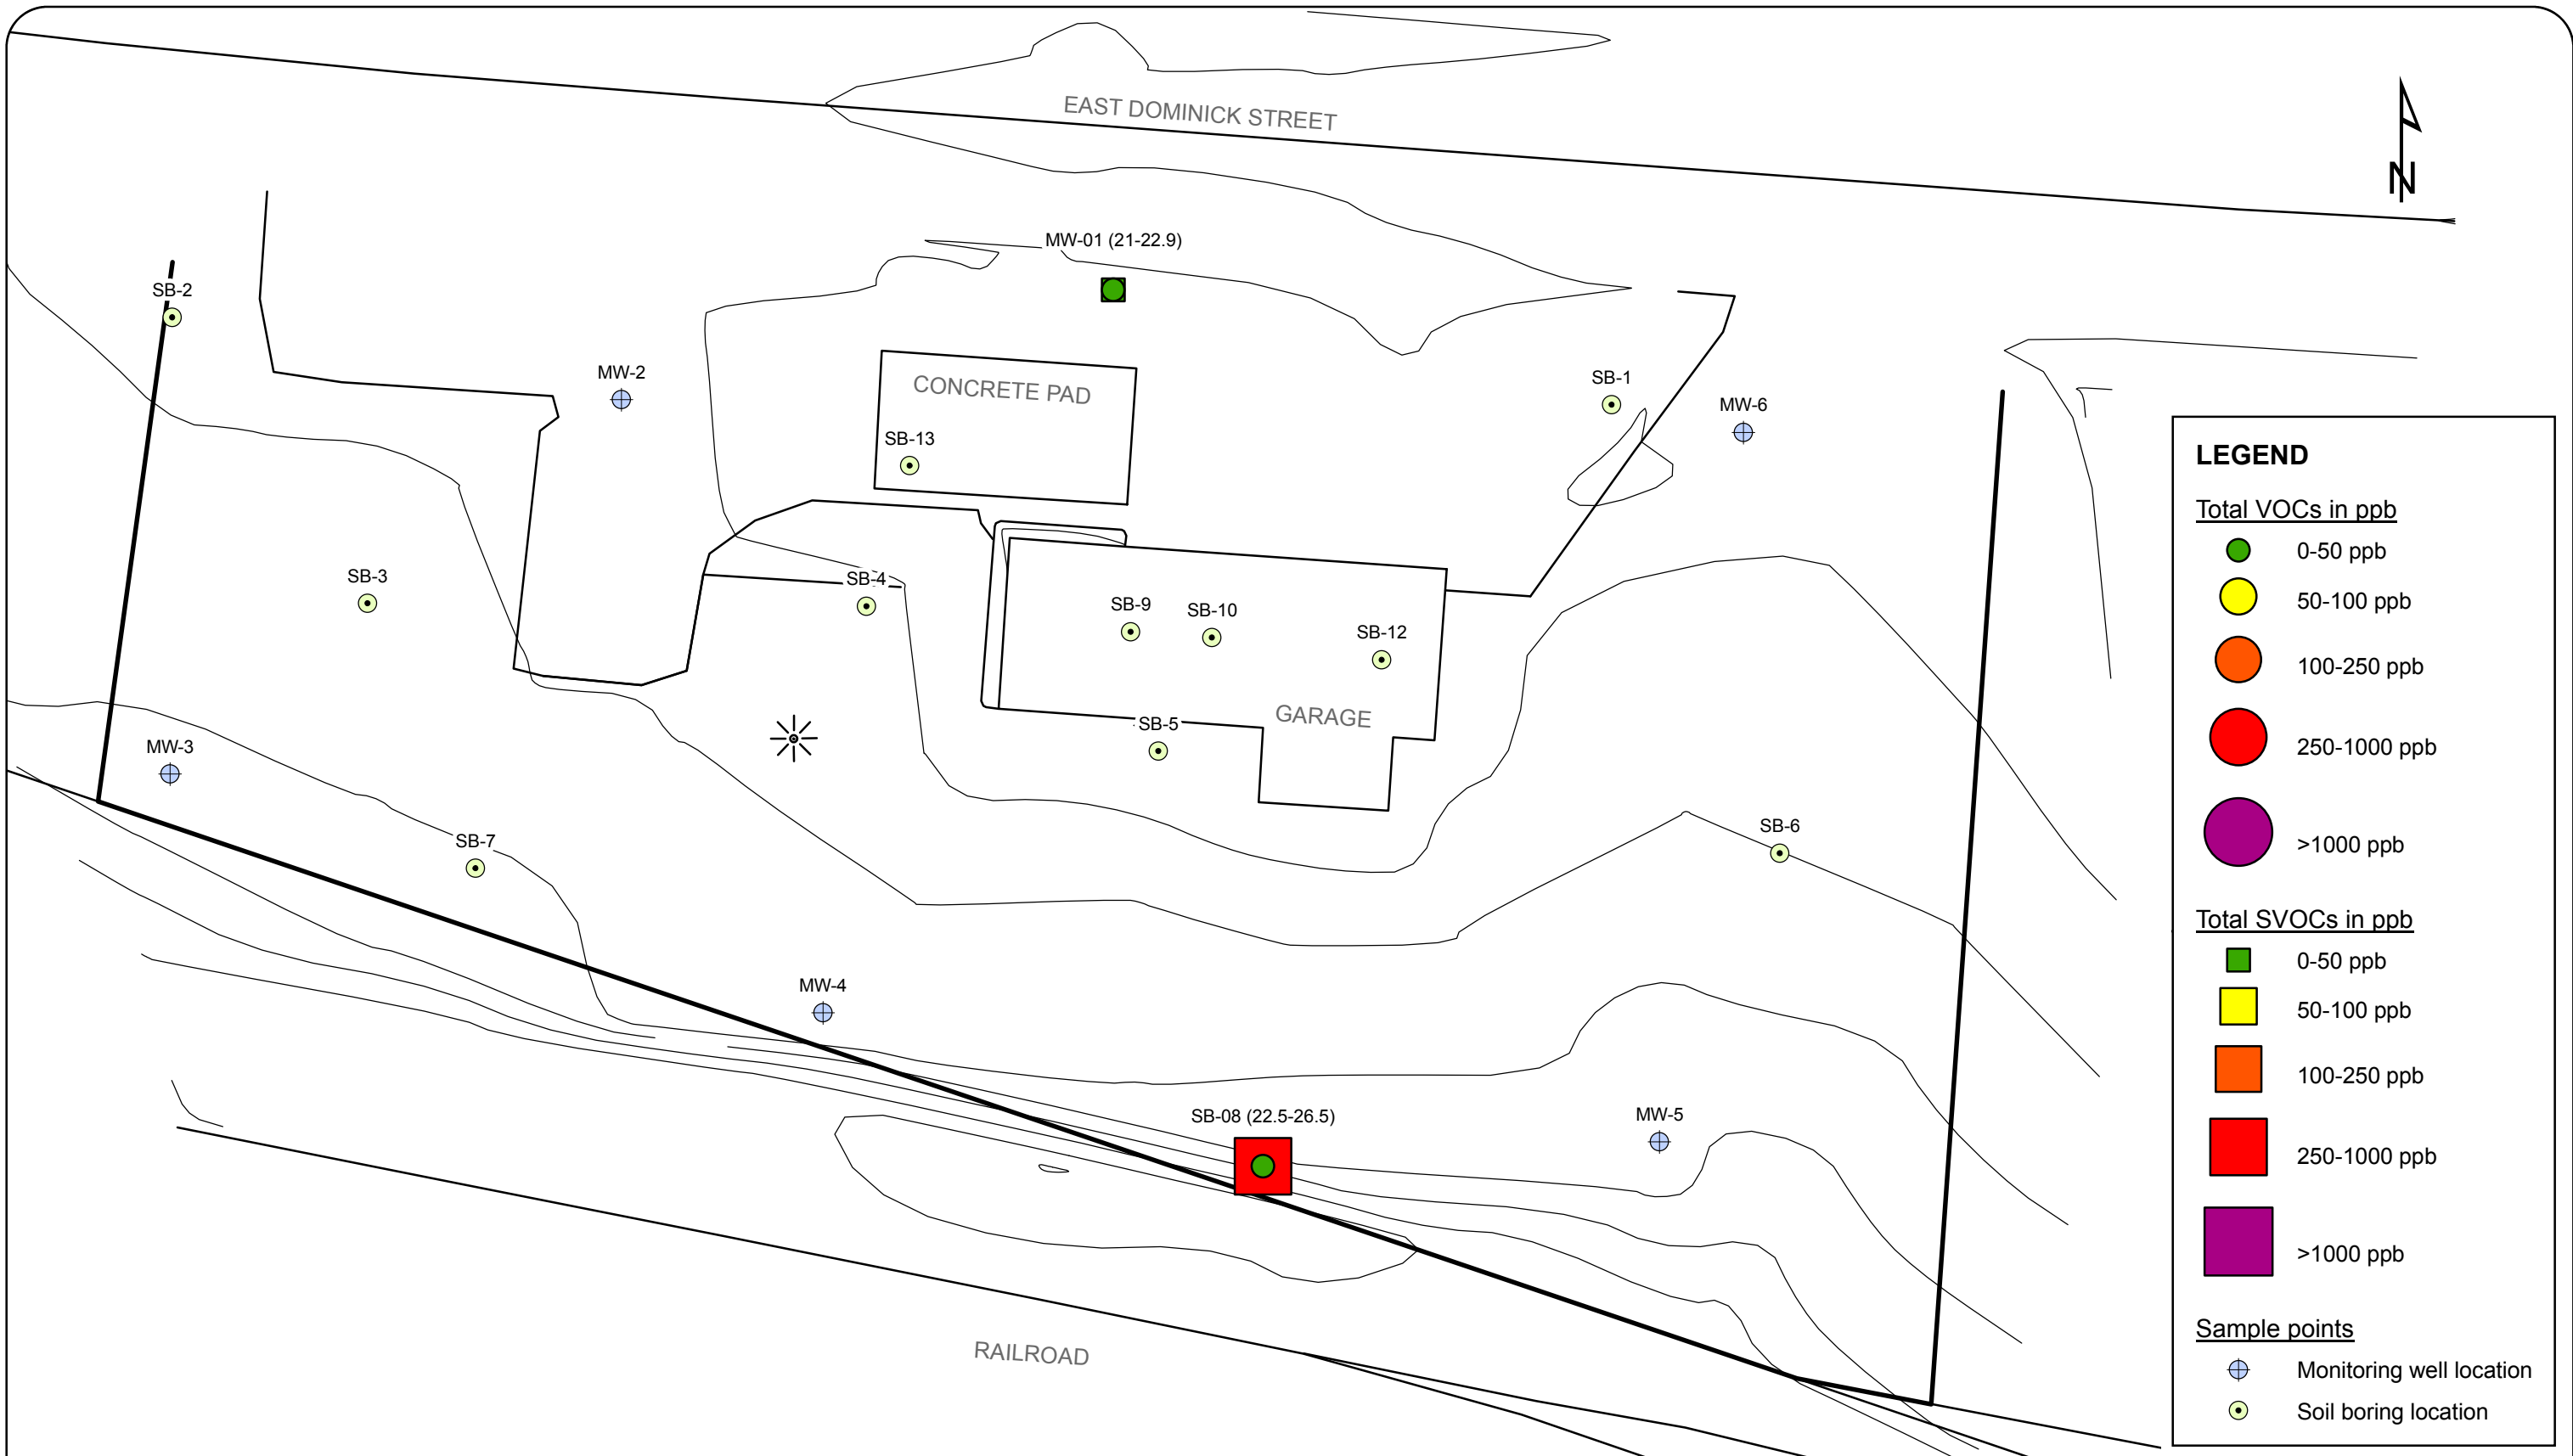 EAST DOMINICK STREET
N
MW-01 (21-22.9)
SB-2
MW-2
CONCRETE PAD
SB-1
MW-6
SB-13
SB-3
SB-4
SB-9
SB-10
SB-12
GARAGE
SB-5
MW-3
SB-7
SB-6
MW-4
SB-08 (22.5-26.5)
MW-5
RAILROAD
LEGEND
Total VOCs in ppb
0-50 ppb
50-100 ppb
100-250 ppb
250-1000 ppb
>1000 ppb
Total SVOCs in ppb
0-50 ppb
50-100 ppb
100-250 ppb
250-1000 ppb
>1000 ppb
Sample points
Monitoring well location
Soil boring location